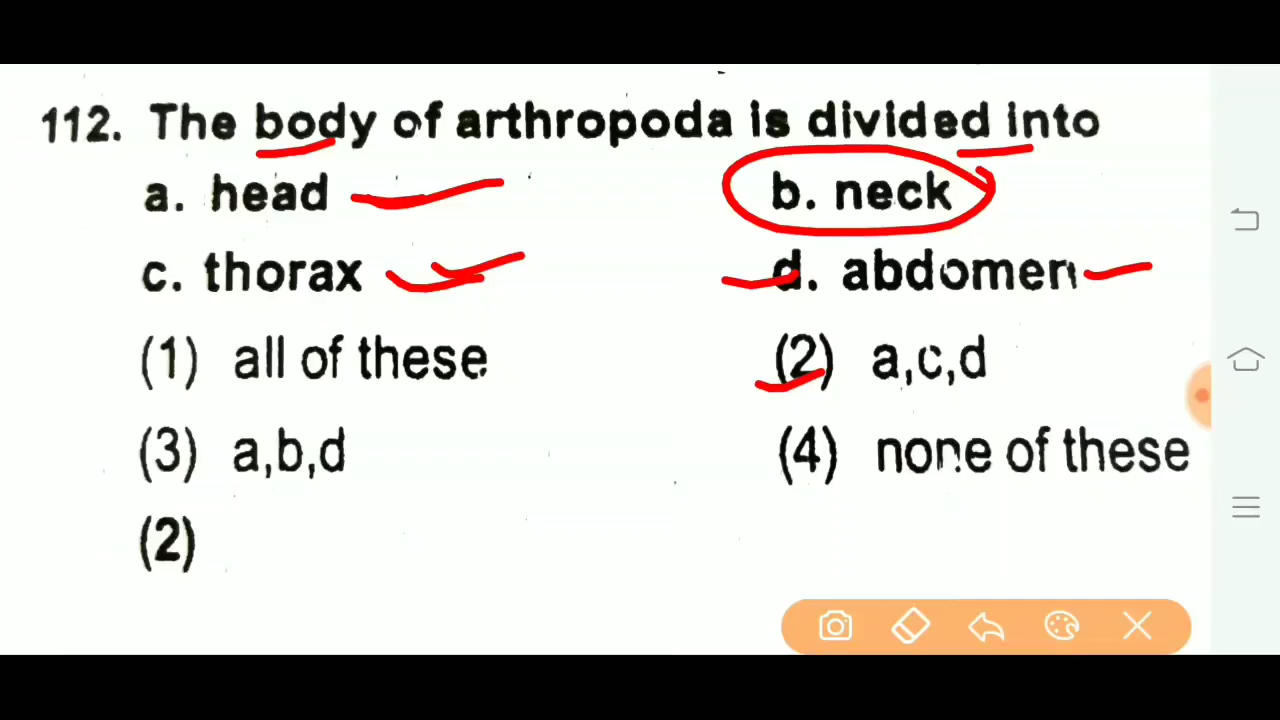 112. The body of arthropoda is divided into
a. head b. neck
c. thorax d. abdomen
(1) all of these (2) a,c,d
(3) a,b,d (4) none of these
(2)